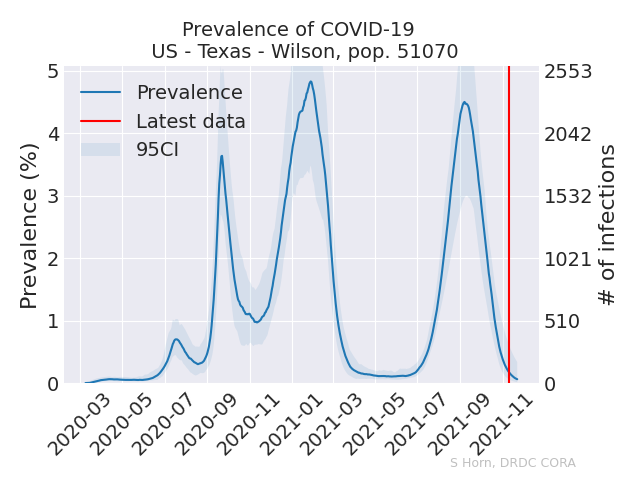 Prevalence of COVID-19
US - Texas - Wilson, pop. 51070
Prevalence
Latest data
95CI
Prevalence (%)
5
4
3
2
1
0
2553
2042
1532
1021
510
0
# of infections
2020-03
2020-05
2020-07
2020-09
2020-11
2021-01
2021-03
2021-05
2021-07
2021-09
2021-11
S Horn, DRDC CORA